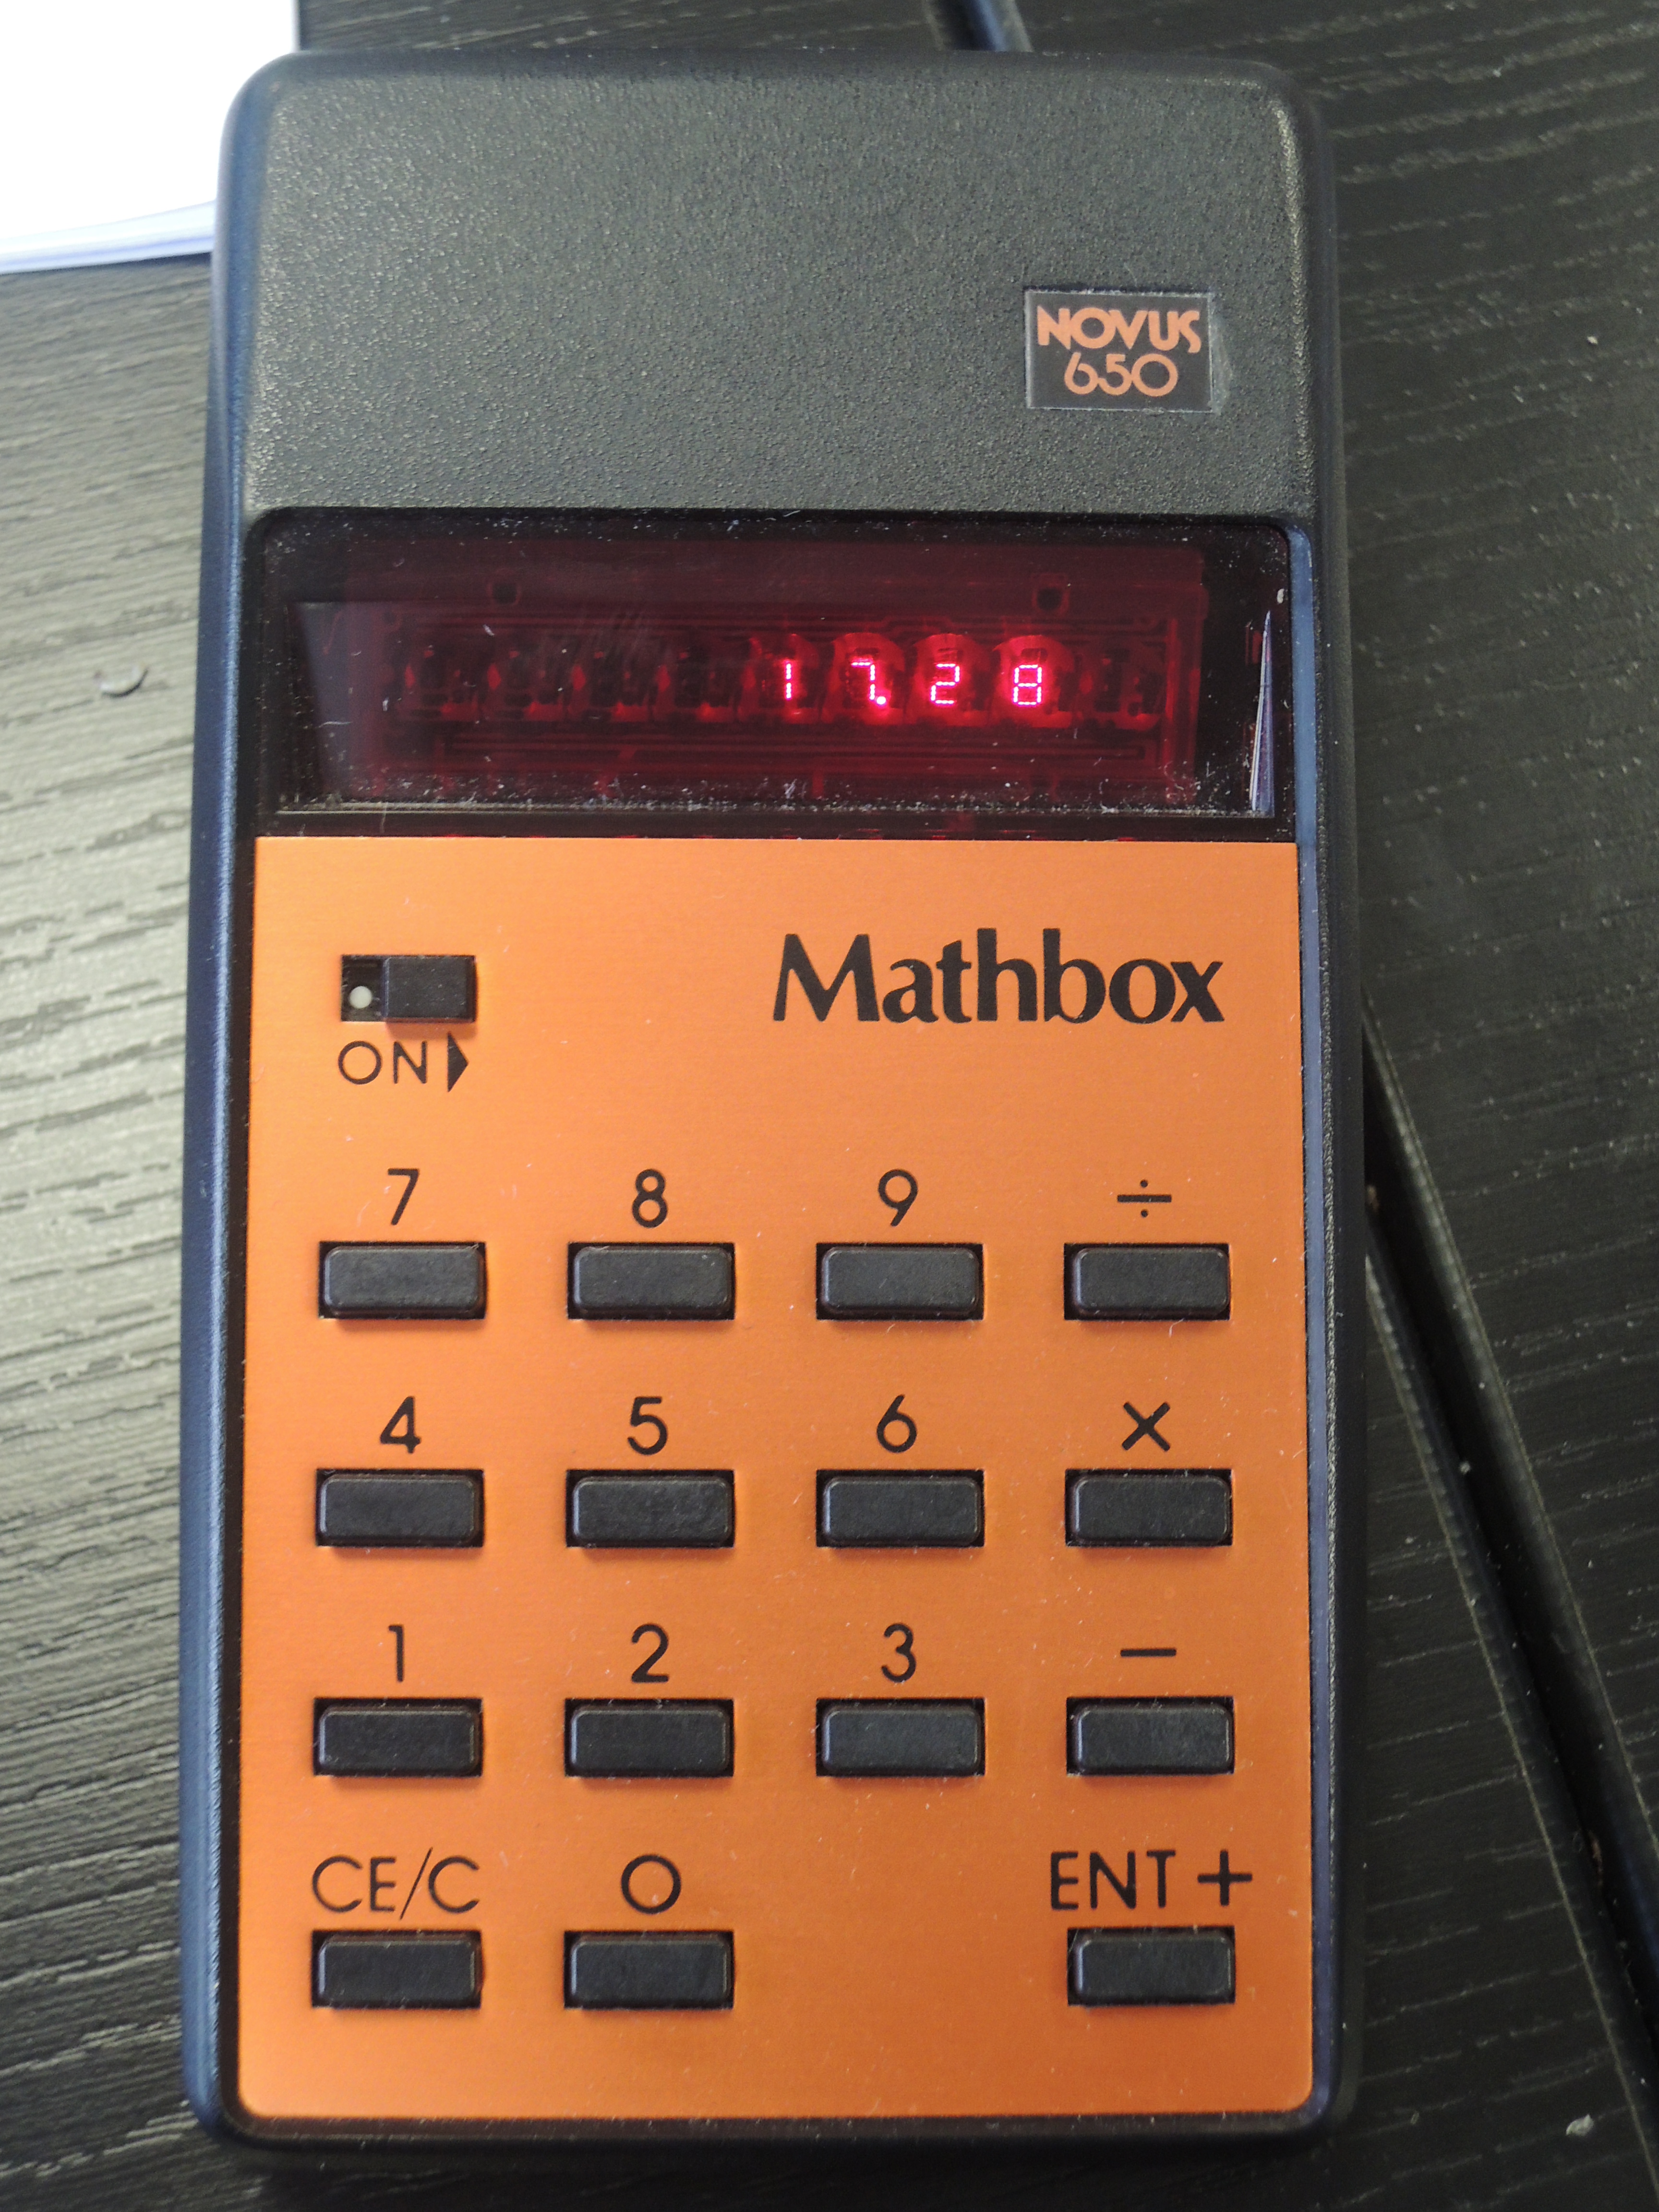 NOVUS
650
17.28
Mathbox
ON
7 8 9 ÷
4 5 6 ×
1 2 3 −
CE/C 0 ENT +